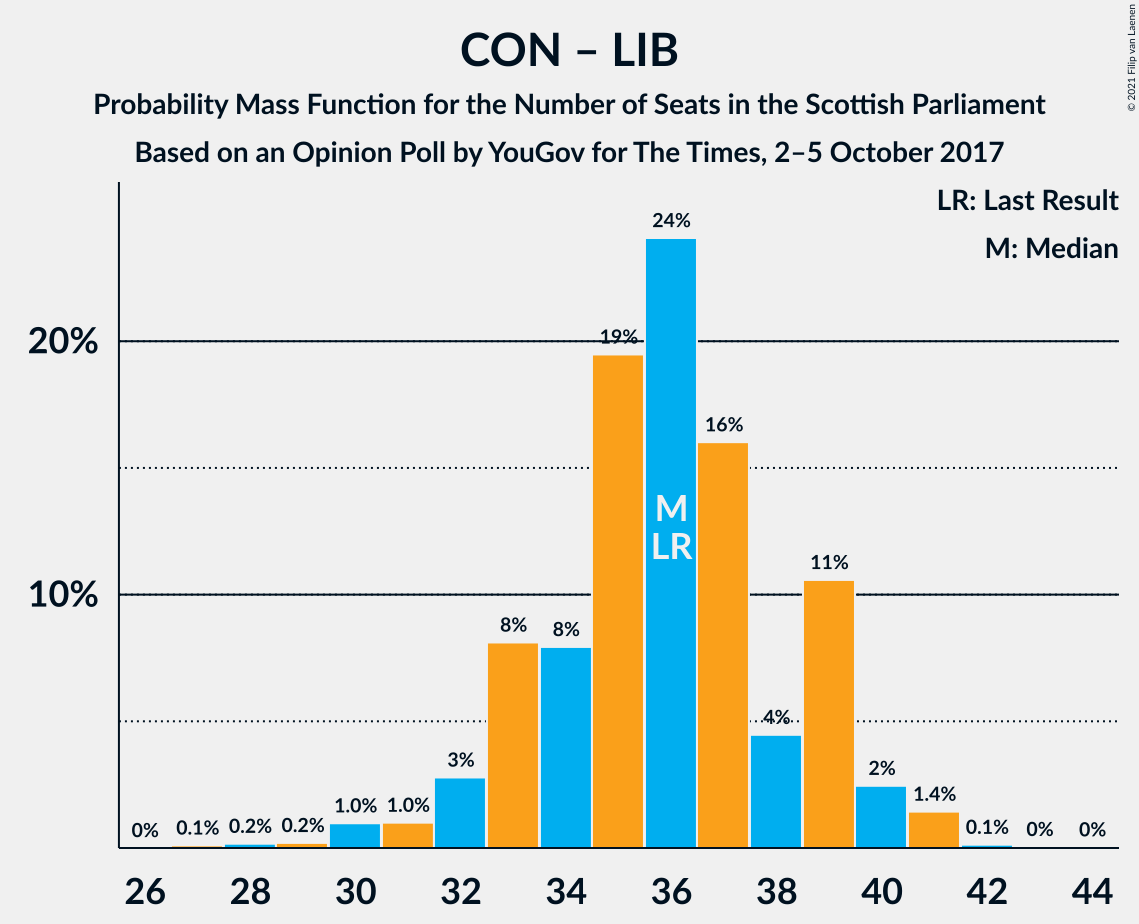 CON – LIB
Probability Mass Function for the Number of Seats in the Scottish Parliament
Based on an Opinion Poll by YouGov for The Times, 2–5 October 2017
© 2021 Filip van Laenen
LR: Last Result
M: Median
20%
10%
0%
0.1%
0.2%
0.2%
1.0%
1.0%
3%
8%
8%
19%
24%
16%
4%
11%
2%
1.4%
0.1%
0%
0%
M
LR
26 28 30 32 34 36 38 40 42 44